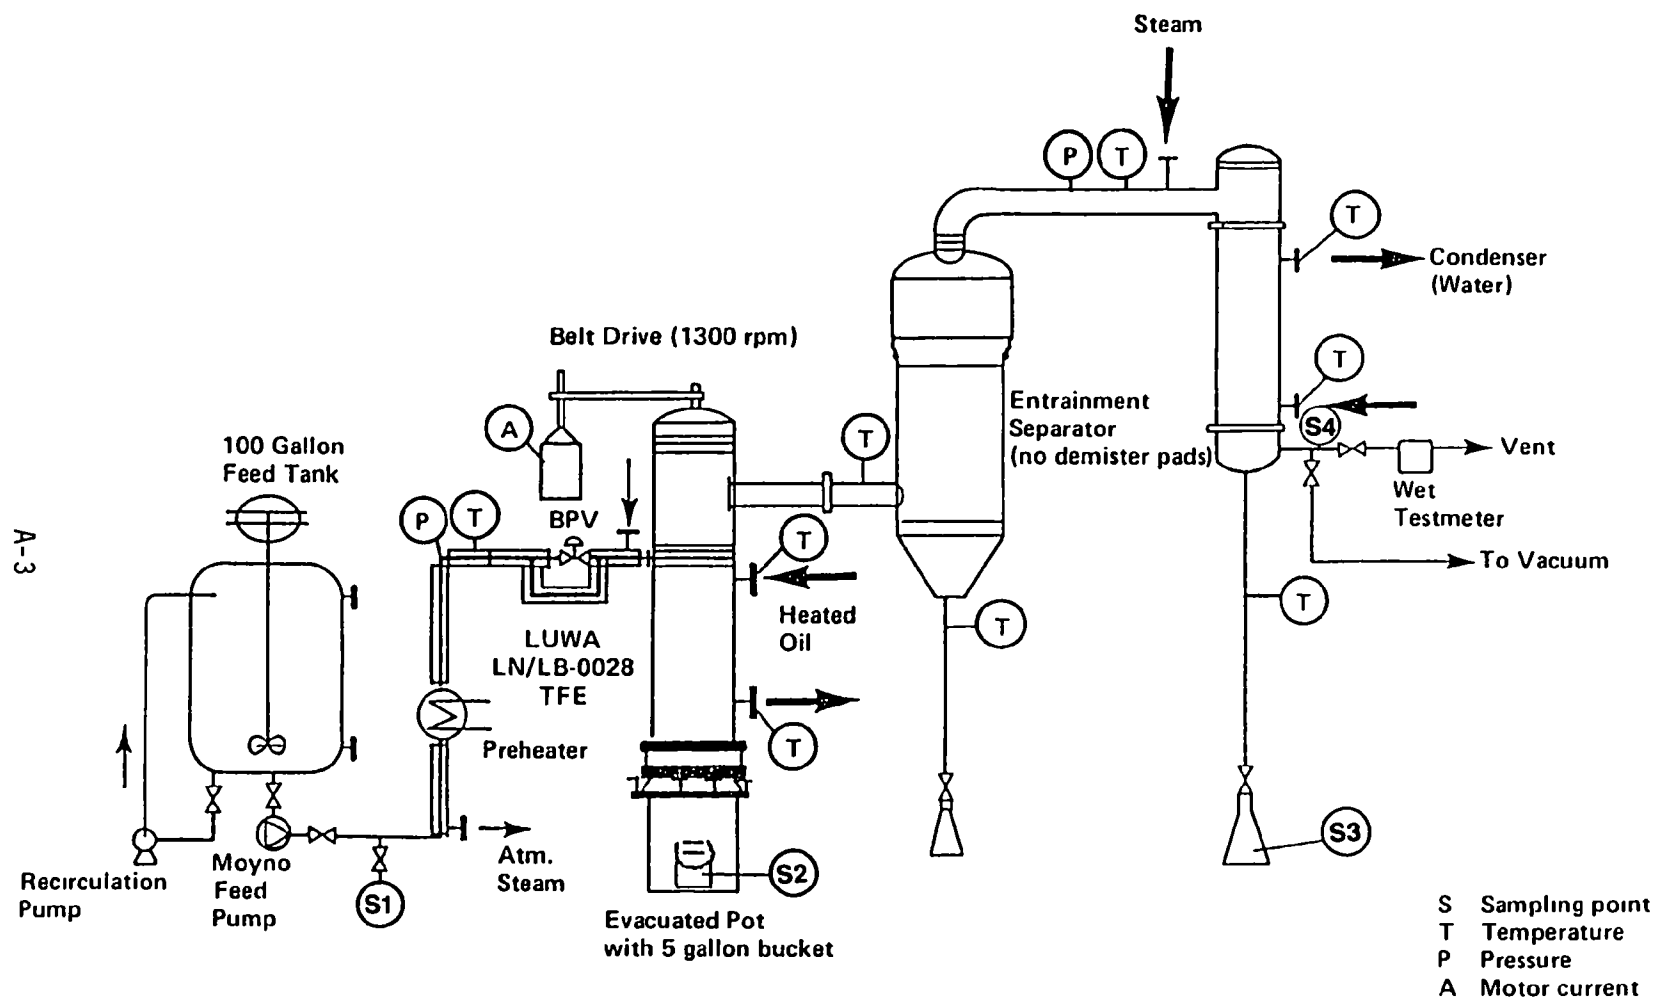 Steam
P
T
T
Condenser
(Water)
Belt Drive (1300 rpm)
T
Entrainment
Separator
(no demister pads)
A
T
S4
100 Gallon
Feed Tank
Vent
Wet
Testmeter
P
T
BPV
T
A-3
To Vacuum
Heated
Oil
T
T
LUWA
LN/LB-0028
TFE
Preheater
T
Moyno
Feed
Pump
Atm.
Steam
Recirculation
Pump
S1
S2
S3
Evacuated Pot
with 5 gallon bucket
S Sampling point
T Temperature
P Pressure
A Motor current